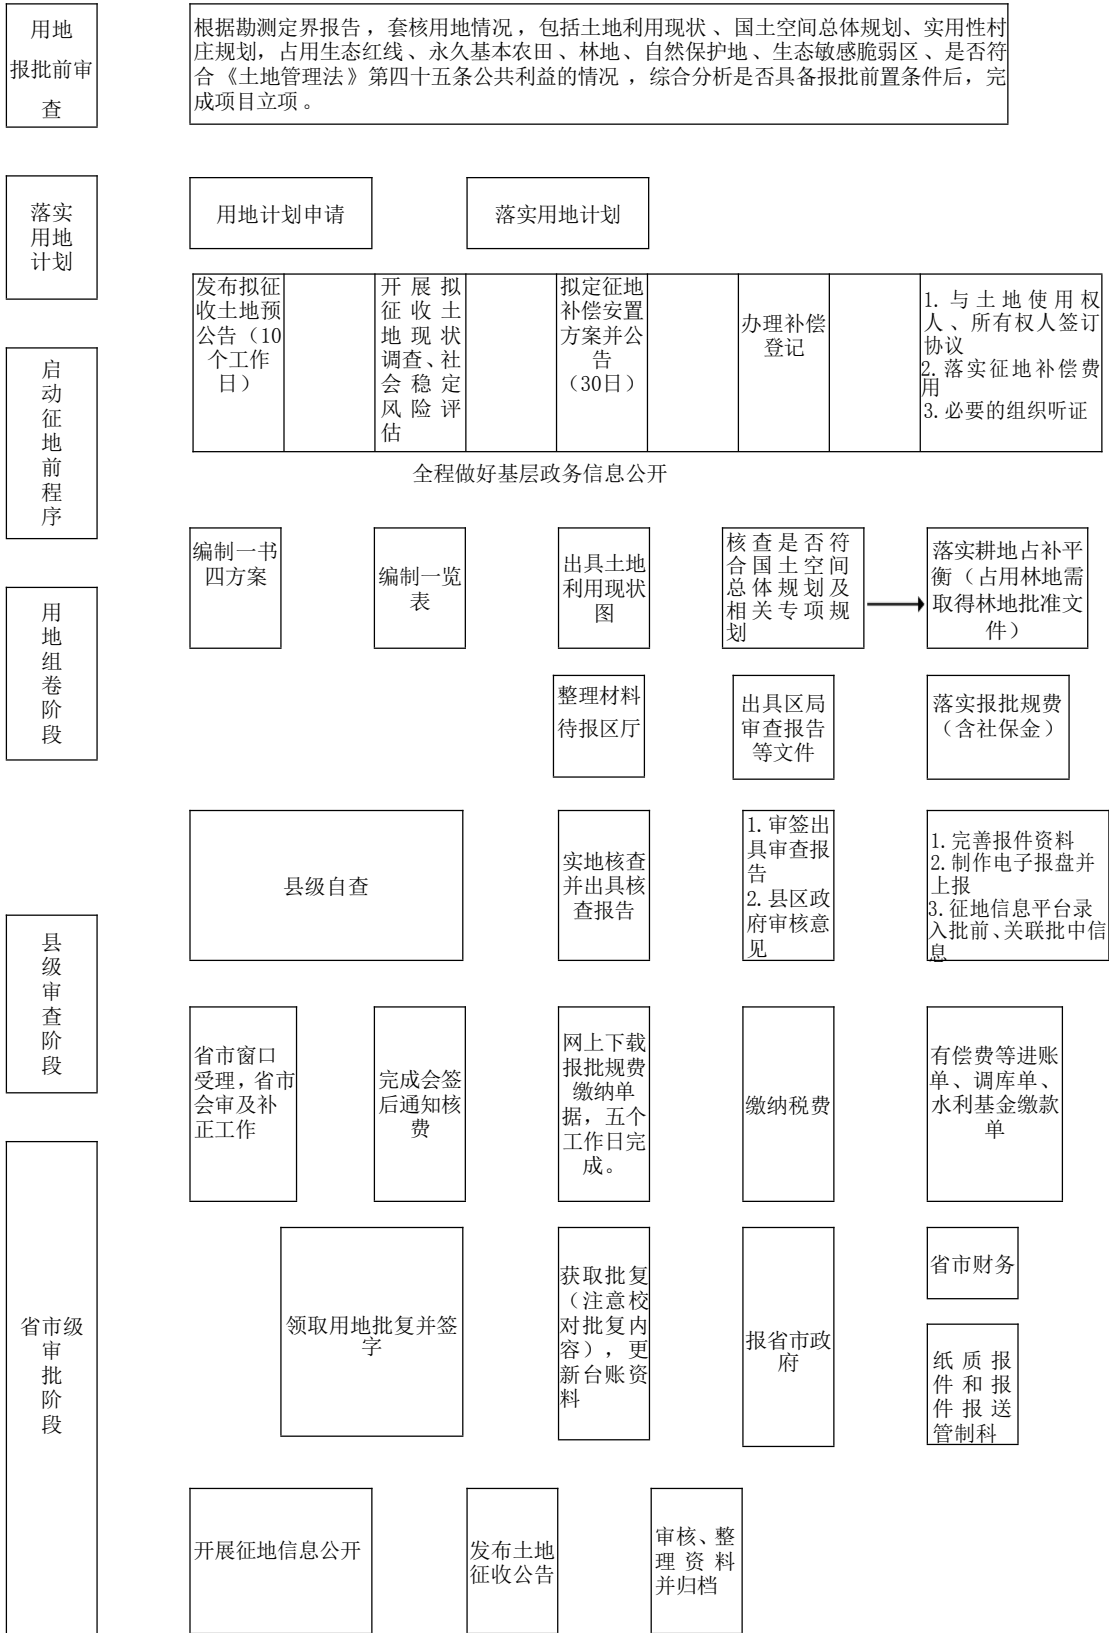 用地
报批前审
查
根据勘测定界报告，套核用地情况，包括土地利用现状、国土空间总体规划、实用性村
庄规划，占用生态红线、永久基本农田、林地、自然保护地、生态敏感脆弱区、是否符
合《土地管理法》第四十五条公共利益的情况，综合分析是否具备报批前置条件后，完
成项目立项。
落实
用地
计划
用地计划申请
落实用地计划
启
动
征
地
前
程
序
发布拟征
收土地预
公告（10
个工作
日）
开展拟
征收土
地现状
调查、社
会稳定
风险评
估
拟定征地
补偿安置
方案并公
告
（30日）
办理补偿
登记
1.与土地使用权
人、所有权人签订
协议
2.落实征地补偿费
用
3.必要的组织听证
全程做好基层政务信息公开
用
地
组
卷
阶
段
编制一书
四方案
编制一览
表
出具土地
利用现状
图
核查是否符
合国土空间
总体规划及
相关专项规
划
落实耕地占补平
衡（占用林地需
取得林地批准文
件）
整理材料
待报区厅
出具区局
审查报告
等文件
落实报批规费
（含社保金）
县
级
审
查
阶
段
县级自查
实地核查
并出具核
查报告
1.审签出
具审查报
告
2.县区政
府审核意
见
1.完善报件资料
2.制作电子报盘并
上报
3.征地信息平台录
入批前、关联批中信
息
省市级
审
批
阶
段
省市窗口
受理，省市
会审及补
正工作
完成会签
后通知核
费
网上下载
报批规费
缴纳单
据，五个
工作日完
成。
缴纳税费
有偿费等进账
单、调库单、
水利基金缴款
单
领取用地批复并签
字
获取批复
（注意校
对批复内
容），更
新台账资
料
报省市政
府
省市财务
纸质报
件和报
件报送
管制科
开展征地信息公开
发布土地
征收公告
审核、整
理资料
并归档